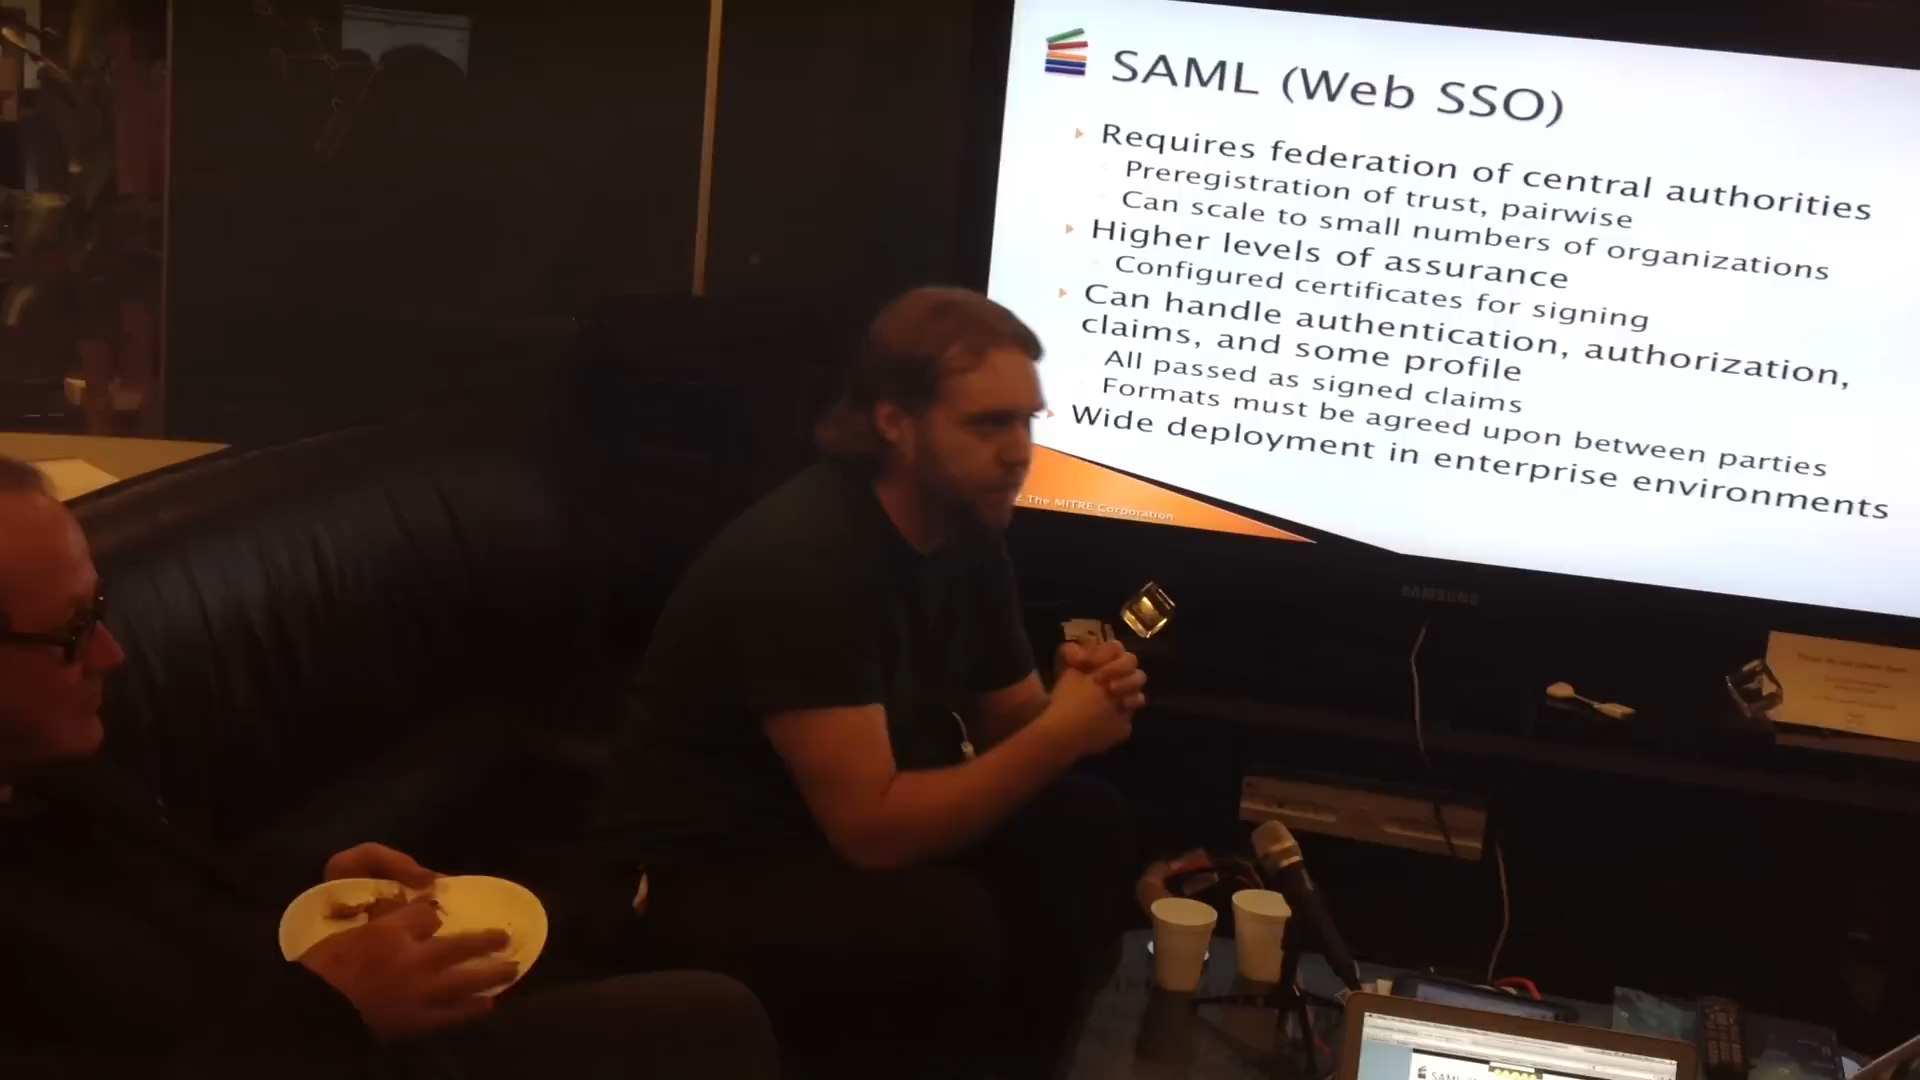 SAML (Web SSO)
Requires federation of central authorities
Preregistration of trust, pairwise
Can scale to small numbers of organizations
Higher levels of assurance
Configured certificates for signing
Can handle authentication, authorization,
claims, and some profile
All passed as signed claims
Formats must be agreed upon between parties
Wide deployment in enterprise environments
The MITRE Corporation
SAMSUNG
SAML